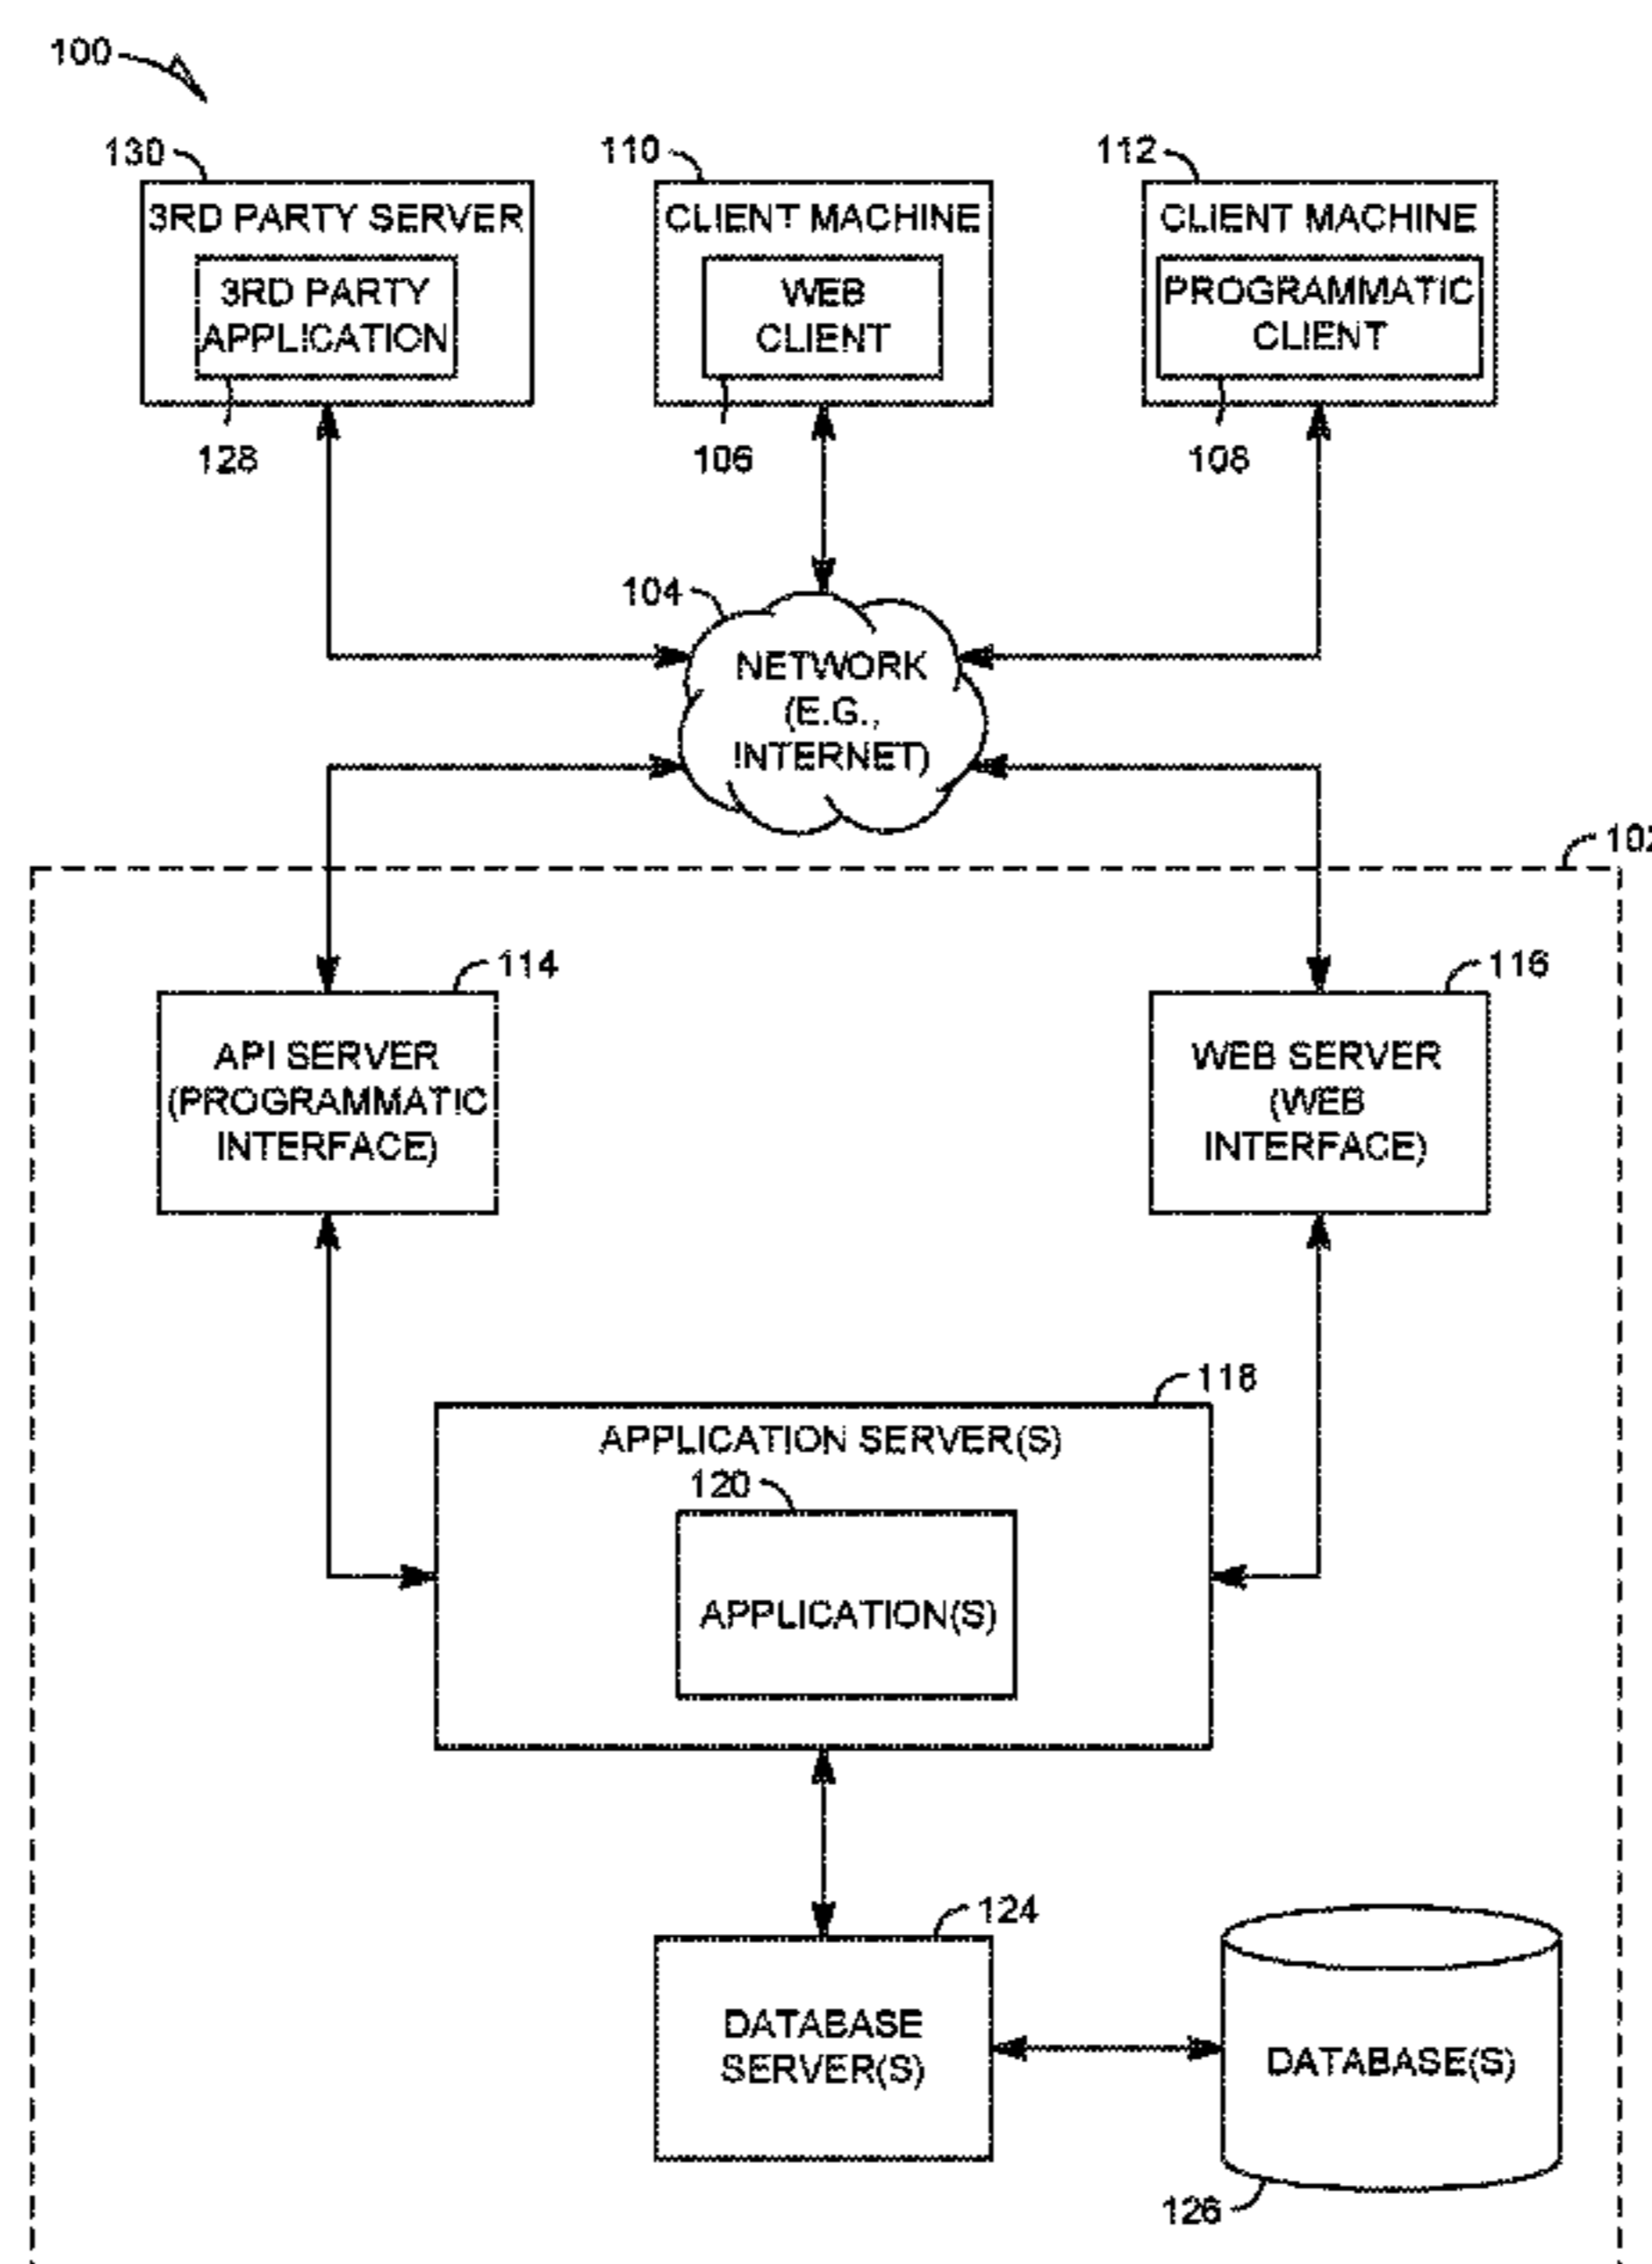 100
130
110
112
3RD PARTY SERVER
3RD PARTY
APPLICATION
128
CLIENT MACHINE
WEB
CLIENT
106
CLIENT MACHINE
PROGRAMMATIC
CLIENT
108
104
NETWORK
(E.G.,
INTERNET)
102
114
API SERVER
(PROGRAMMATIC
INTERFACE)
116
WEB SERVER
(WEB
INTERFACE)
118
APPLICATION SERVER(S)
120
APPLICATION(S)
124
DATABASE
SERVER(S)
DATABASE(S)
126